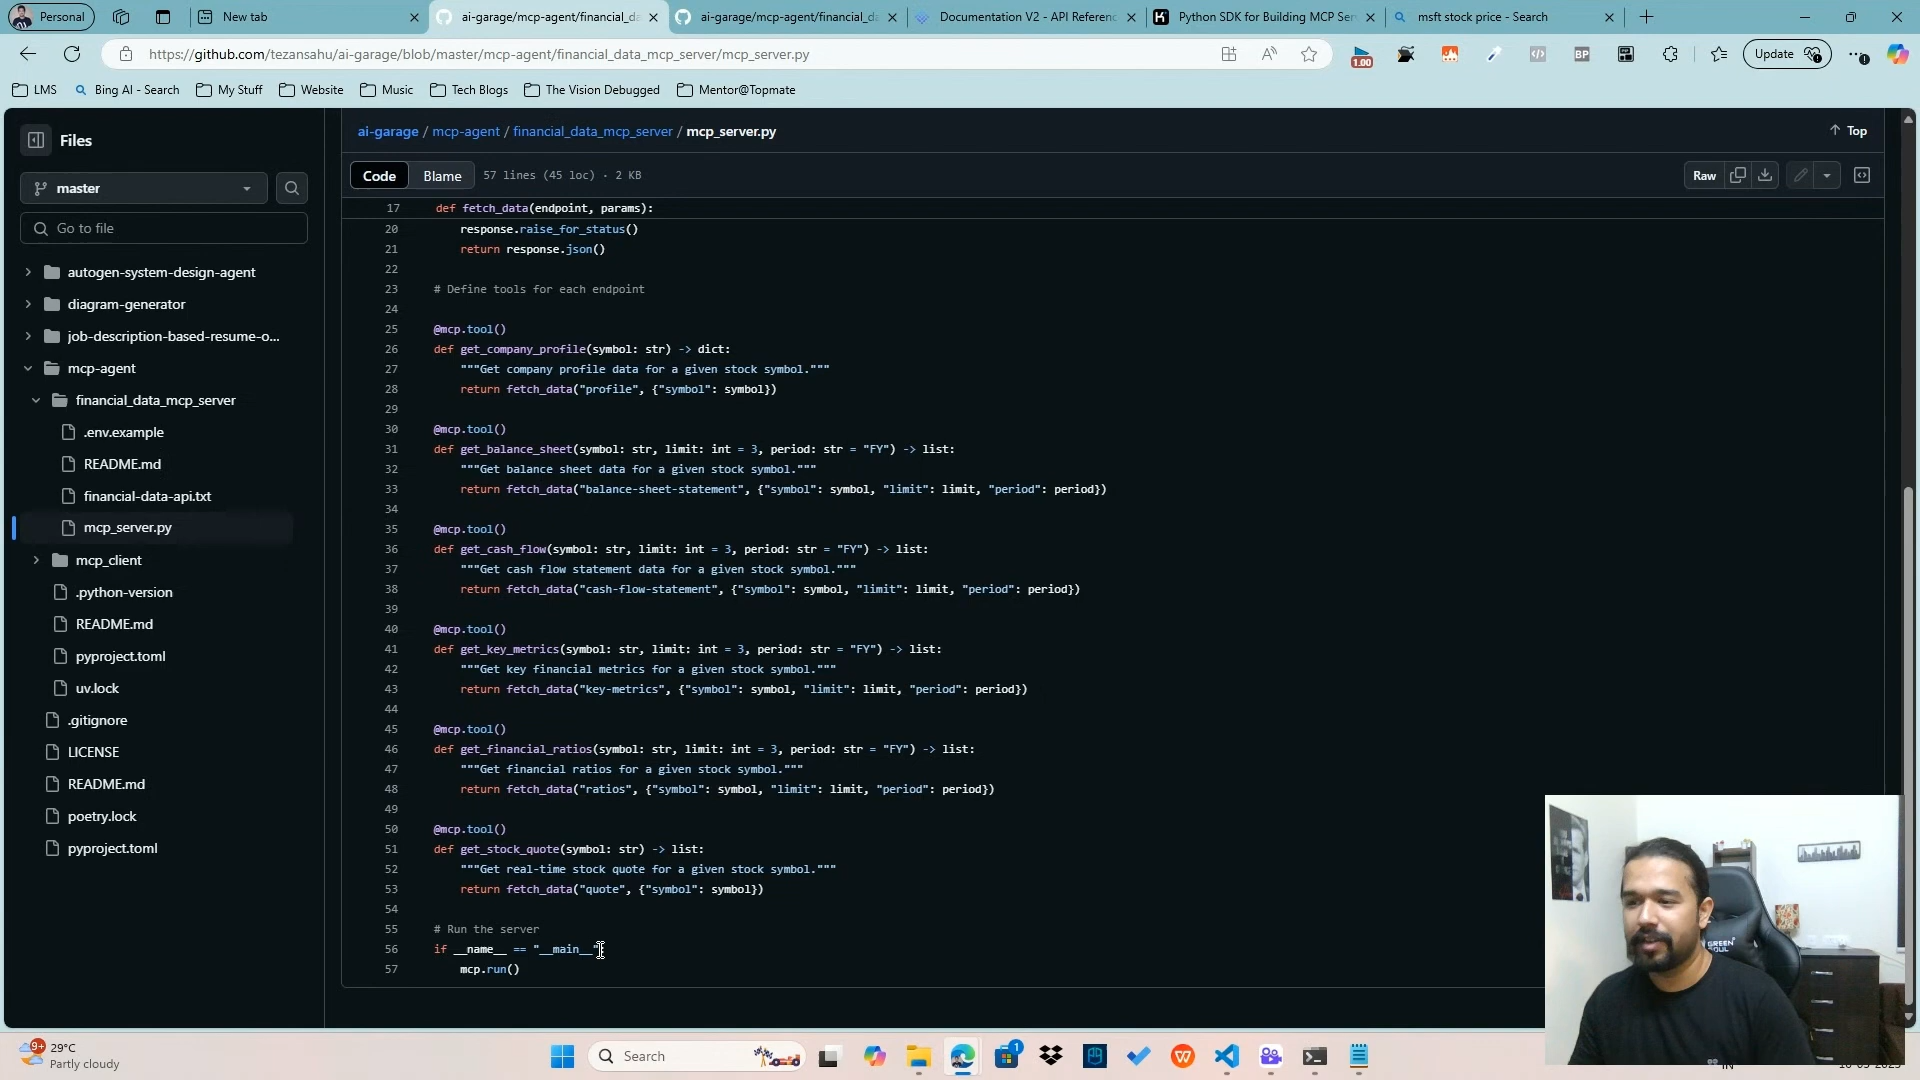 Personal
New tab
ai-garage/mcp-agent/financial_da
ai-garage/mcp-agent/financial_d
Documentation V2 - API Referenc
Python SDK for Building MCP Ser
msft stock price - Search
https://github.com/tezansahu/ai-garage/blob/master/mcp-agent/financial_data_mcp_server/mcp_server.py
1.00
BP
Update
LMS
Bing AI - Search
My Stuff
Website
Music
Tech Blogs
The Vision Debugged
Mentor@Topmate
Files
master
Go to file
autogen-system-design-agent
diagram-generator
job-description-based-resume-o...
mcp-agent
financial_data_mcp_server
.env.example
README.md
financial-data-api.txt
mcp_server.py
mcp_client
.python-version
README.md
pyproject.toml
uv.lock
.gitignore
LICENSE
README.md
poetry.lock
pyproject.toml
ai-garage / mcp-agent / financial_data_mcp_server / mcp_server.py
Top
Code
Blame
57 lines (45 loc) · 2 KB
Raw
17 def fetch_data(endpoint, params):
20 response.raise_for_status()
21 return response.json()
22
23 # Define tools for each endpoint
24
25 @mcp.tool()
26 def get_company_profile(symbol: str) -> dict:
27 """Get company profile data for a given stock symbol."""
28 return fetch_data("profile", {"symbol": symbol})
29
30 @mcp.tool()
31 def get_balance_sheet(symbol: str, limit: int = 3, period: str = "FY") -> list:
32 """Get balance sheet data for a given stock symbol."""
33 return fetch_data("balance-sheet-statement", {"symbol": symbol, "limit": limit, "period": period})
34
35 @mcp.tool()
36 def get_cash_flow(symbol: str, limit: int = 3, period: str = "FY") -> list:
37 """Get cash flow statement data for a given stock symbol."""
38 return fetch_data("cash-flow-statement", {"symbol": symbol, "limit": limit, "period": period})
39
40 @mcp.tool()
41 def get_key_metrics(symbol: str, limit: int = 3, period: str = "FY") -> list:
42 """Get key financial metrics for a given stock symbol."""
43 return fetch_data("key-metrics", {"symbol": symbol, "limit": limit, "period": period})
44
45 @mcp.tool()
46 def get_financial_ratios(symbol: str, limit: int = 3, period: str = "FY") -> list:
47 """Get financial ratios for a given stock symbol."""
48 return fetch_data("ratios", {"symbol": symbol, "limit": limit, "period": period})
49
50 @mcp.tool()
51 def get_stock_quote(symbol: str) -> list:
52 """Get real-time stock quote for a given stock symbol."""
53 return fetch_data("quote", {"symbol": symbol})
54
55 # Run the server
56 if __name__ == "__main__":
57 mcp.run()
GREEN
SOUL
9+
29°C
Partly cloudy
Search
1
IN